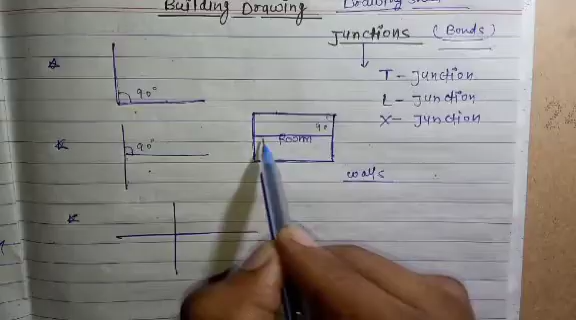 Building Drawing
Junctions (Bonds)
T - Junction
L - Junction
X - Junction
90°
90°
90
Room
walls